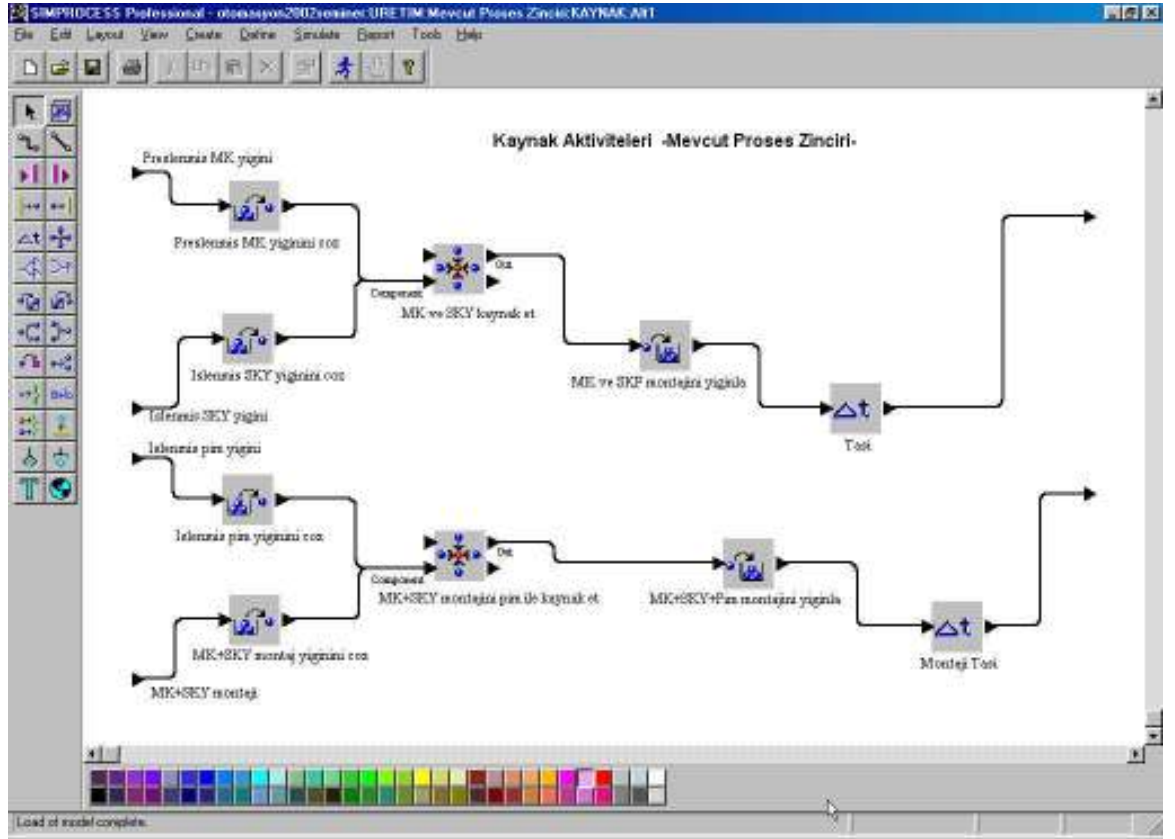 SIMPROCESS Professional - otomasyon2002seminer:URETIM:Mevcut Proses Zinciri:KAYNAK:Alt1
File Edit Layout View Create Define Simulate Report Tools Help
Kaynak Aktiviteleri -Mevcut Proses Zinciri-
Preslenmis MK yigini
Preslenmis MK yiginini coz
Out
Component
MK ve SKY kaynak et
Islenmis SKY yiginini coz
MK ve SKP montajini yiginla
Islenmis SKY yigini
Tasi
Islenmis pim yigini
Islenmis pim yiginini coz
Out
Component
MK+SKY montajini pim ile kaynak et
MK+SKY+Pim montajini yiginla
MK+SKY montaj yiginini coz
Montaji Tasi
MK+SKY montaji
Load of model complete.